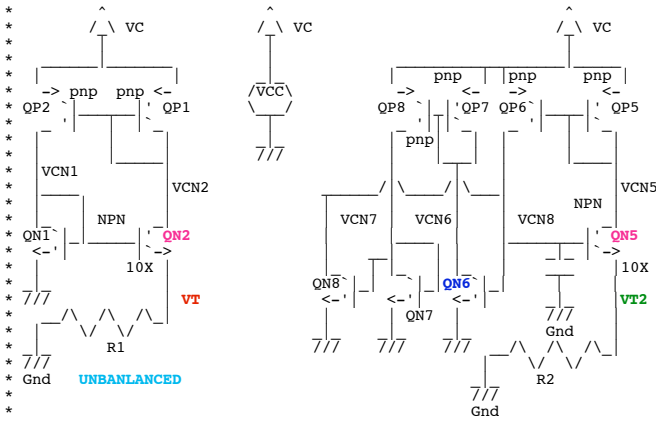 ^ ^ ^
VC VC VC
pnp pnp |pnp
-> pnp pnp <- /VCC\ -> <- -> pnp <-
QP2 QP1 QP8 QP7 QP6 QP5
pnp
VCN1
VCN2 VCN5
NPN
NPN VCN7 VCN6 VCN8
QN1 QN2 QN5
<-' `-> `->
10X QN8 QN6 10X
/// VT <-' <-' <-' VT2
QN7 ///
R1 Gnd
/// /// /// ///
Gnd UNBANLANCED R2
///
Gnd